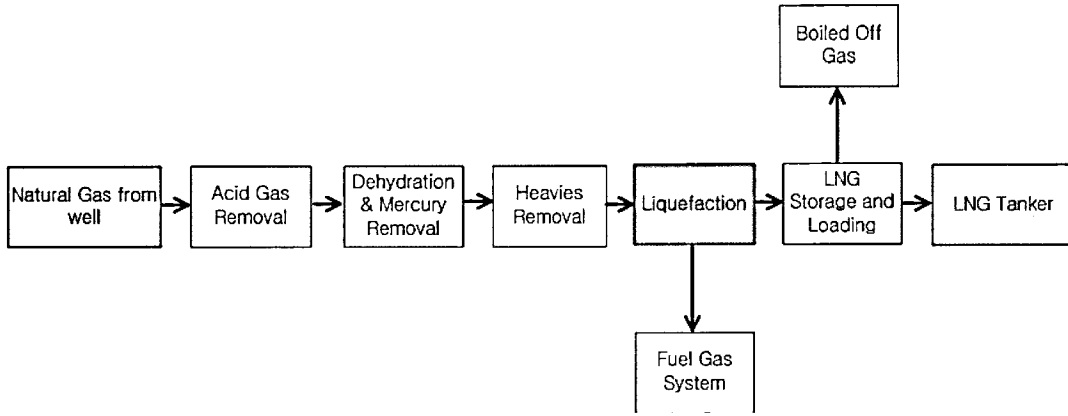 Boiled Off
Gas
Natural Gas from
well
Acid Gas
Removal
Dehydration
& Mercury
Removal
Heavies
Removal
Liquefaction
LNG
Storage and
Loading
LNG Tanker
Fuel Gas
System